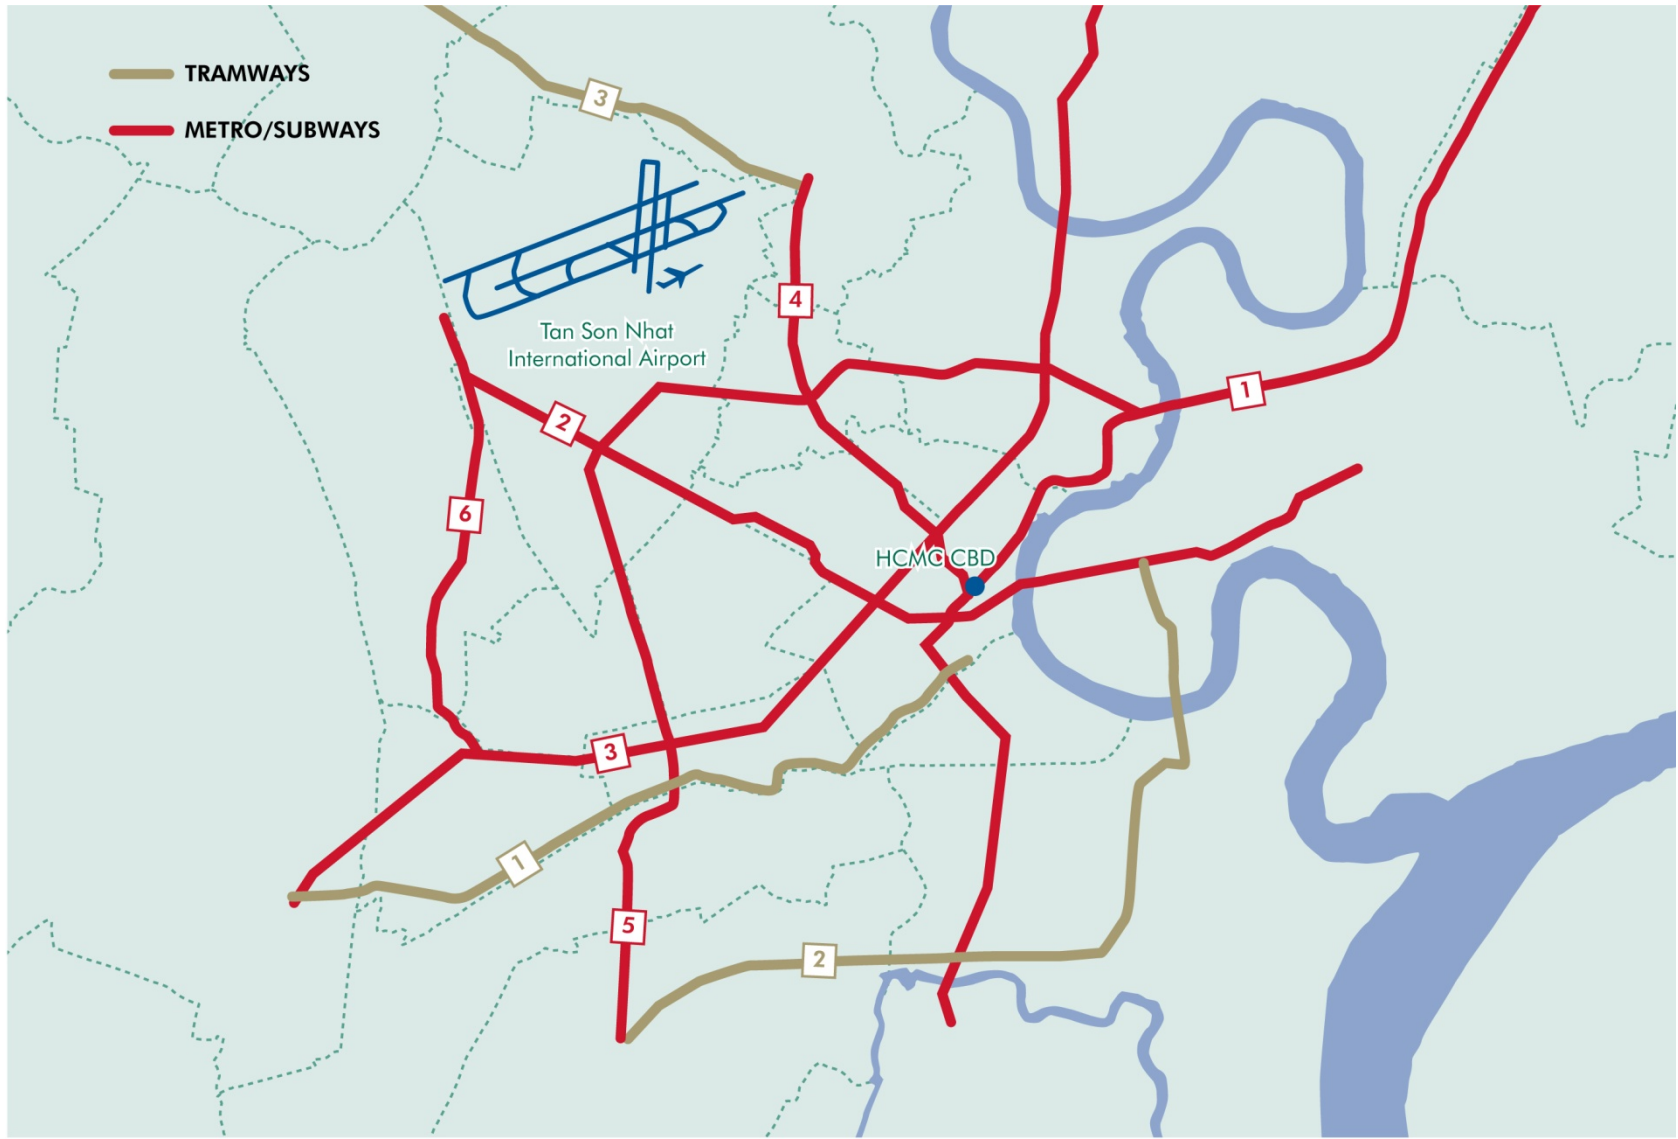 TRAMWAYS
METRO/SUBWAYS
3
4
Tan Son Nhat
International Airport
1
2
6
HCMC CBD
3
1
5
2